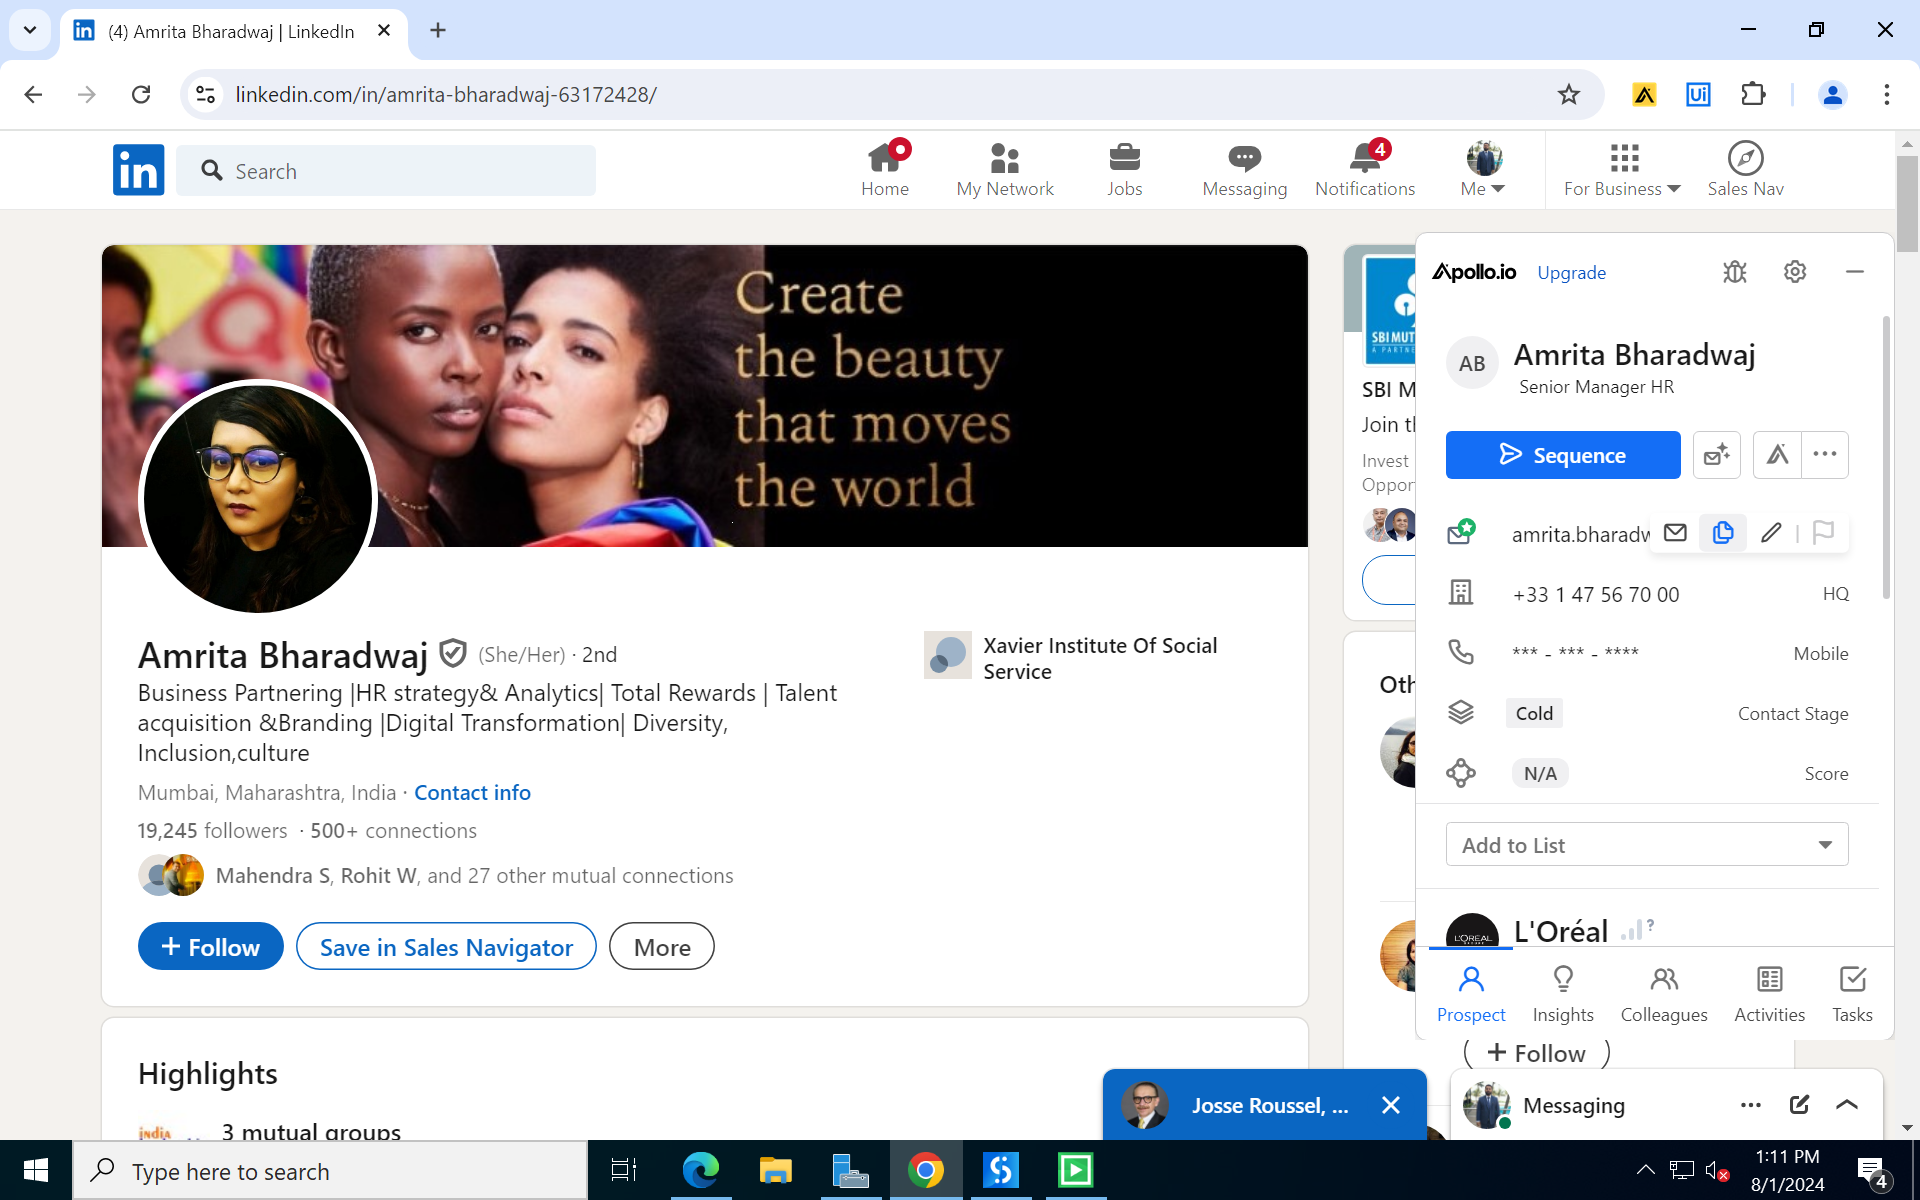 (4) Amrita Bharadwaj | LinkedIn
linkedin.com/in/amrita-bharadwaj-63172428/
Ui
in
Search
Home
My Network
Jobs
Messaging
4
Notifications
Me
For Business
Sales Nav
Create
the beauty
that moves
the world
Amrita Bharadwaj (She/Her) · 2nd
Business Partnering |HR strategy& Analytics| Total Rewards | Talent
acquisition &Branding |Digital Transformation| Diversity,
Inclusion,culture
Xavier Institute Of Social
Service
Mumbai, Maharashtra, India · Contact info
19,245 followers · 500+ connections
Mahendra S, Rohit W, and 27 other mutual connections
+ Follow
Save in Sales Navigator
More
Highlights
3 mutual groups
SBI MUT
A PARTNE
SBI M
Join th
Invest
Oppor
Oth
+ Follow
Apollo.io
Upgrade
AB
Amrita Bharadwaj
Senior Manager HR
Sequence
amrita.bharadw
+33 1 47 56 70 00
HQ
*** - *** - ****
Mobile
Cold
Contact Stage
N/A
Score
Add to List
L'ORÉAL
L'Oréal
?
Prospect
Insights
Colleagues
Activities
Tasks
Josse Roussel, ...
Messaging
Type here to search
1:11 PM
8/1/2024
4